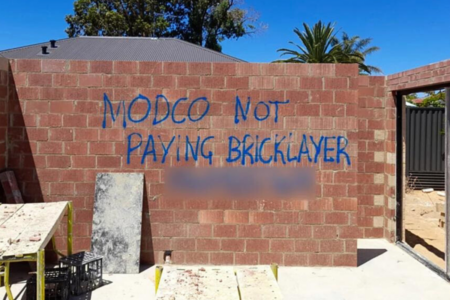 MODCO NOT
PAYING BRICKLAYER